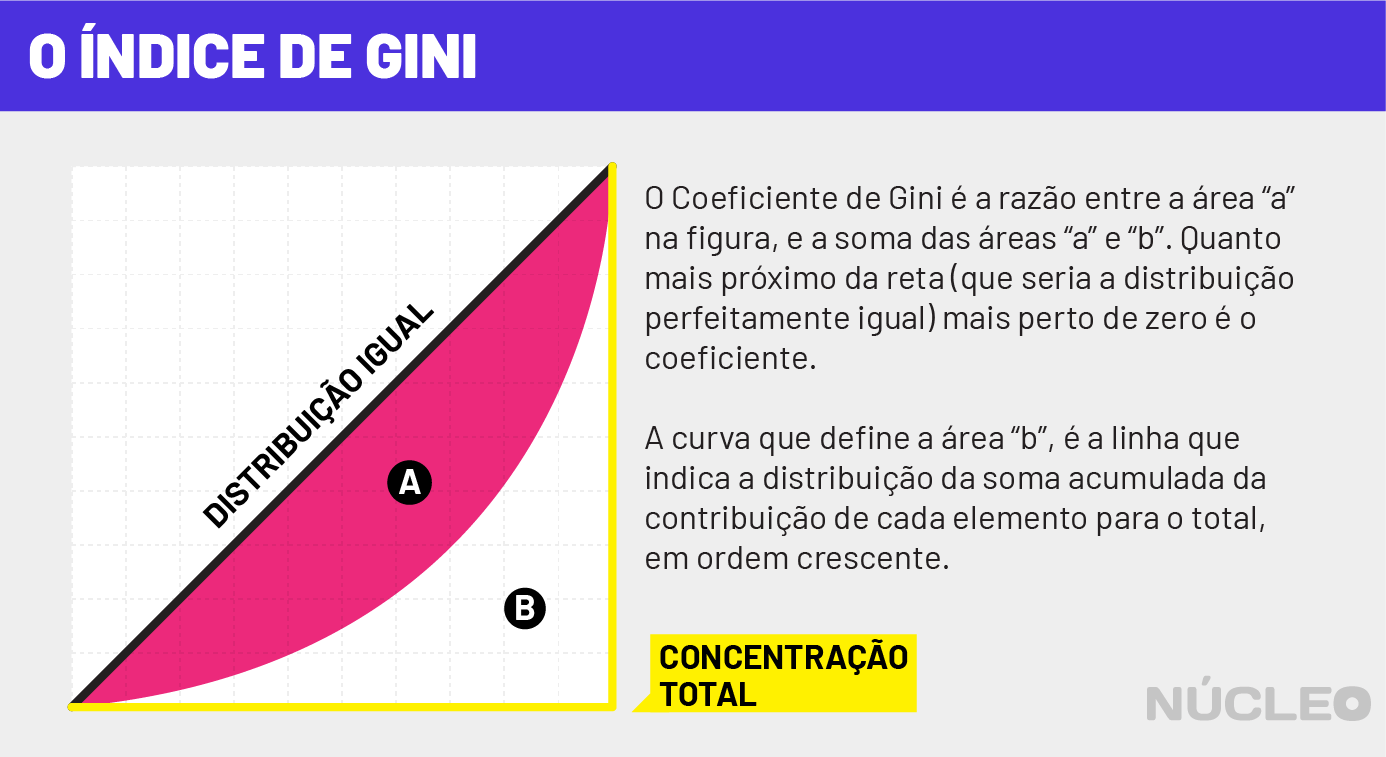 O ÍNDICE DE GINI
DISTRIBUIÇÃO IGUAL
A
B
O Coeficiente de Gini é a razão entre a área “a”
na figura, e a soma das áreas “a” e “b”. Quanto
mais próximo da reta (que seria a distribuição
perfeitamente igual) mais perto de zero é o
coeficiente.
A curva que define a área “b”, é a linha que
indica a distribuição da soma acumulada da
contribuição de cada elemento para o total,
em ordem crescente.
CONCENTRAÇÃO
TOTAL
NÚCLEO